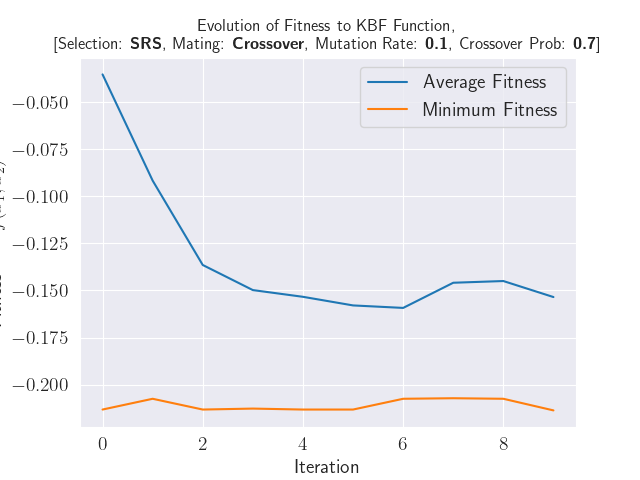 Evolution of Fitness to KBF Function,
[Selection: SRS, Mating: Crossover, Mutation Rate: 0.1, Crossover Prob: 0.7]
Average Fitness
Minimum Fitness
−0.050
−0.075
−0.100
−0.125
−0.150
−0.175
−0.200
0 2 4 6 8
Iteration